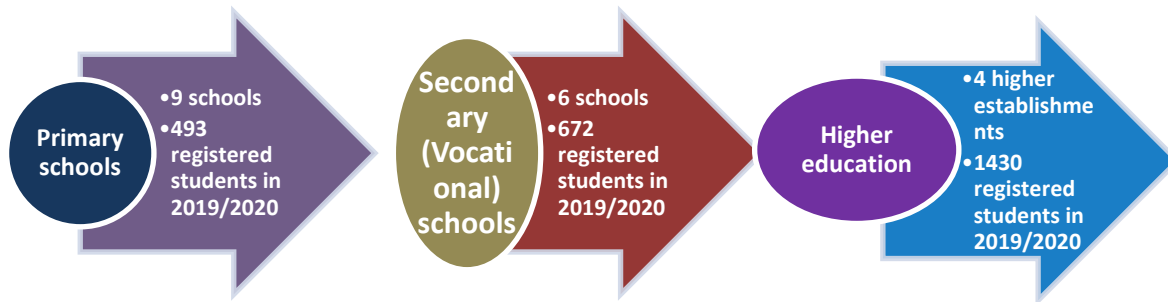 Primary
schools
•9 schools
•493
registered
students in
2019/2020
Second
ary
(Vocati
onal)
schools
•6 schools
•672
registered
students in
2019/2020
Higher
education
•4 higher
establishme
nts
•1430
registered
students in
2019/2020